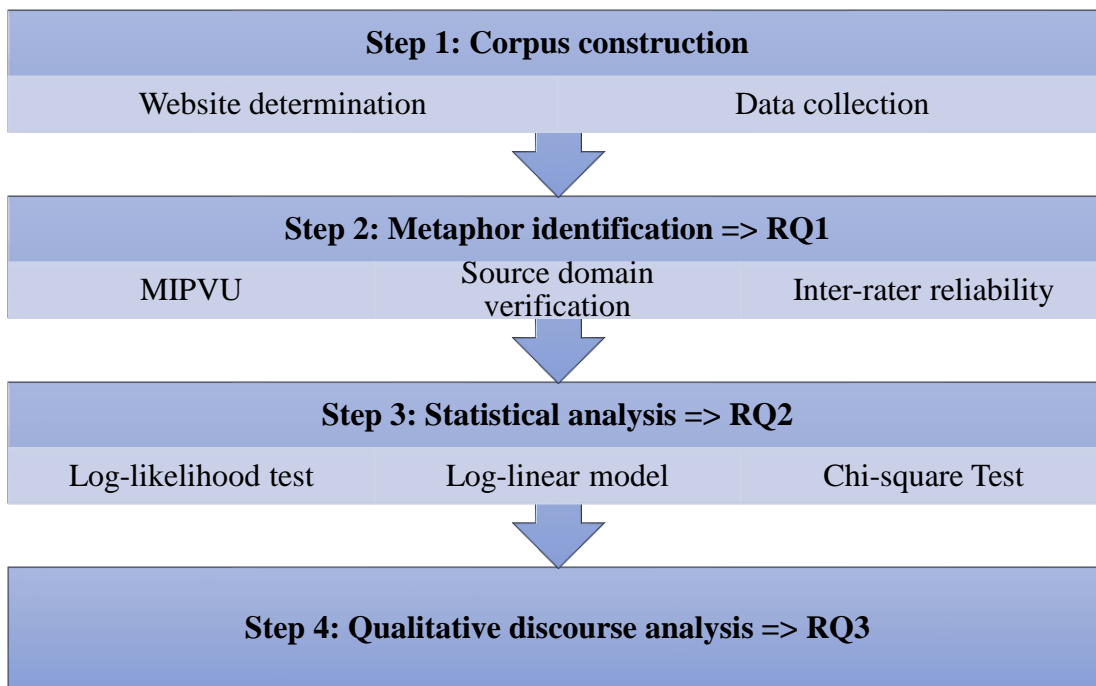 Step 1: Corpus construction
Website determination
Data collection
Step 2: Metaphor identification => RQ1
MIPVU
Source domain
verification
Inter-rater reliability
Step 3: Statistical analysis => RQ2
Log-likelihood test
Log-linear model
Chi-square Test
Step 4: Qualitative discourse analysis => RQ3